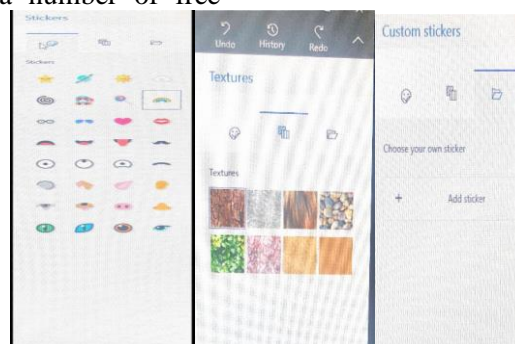 a number of free
Stickers
Stickers
Undo
History
Redo
Textures
Textures
Custom stickers
Choose your own sticker
+ Add sticker